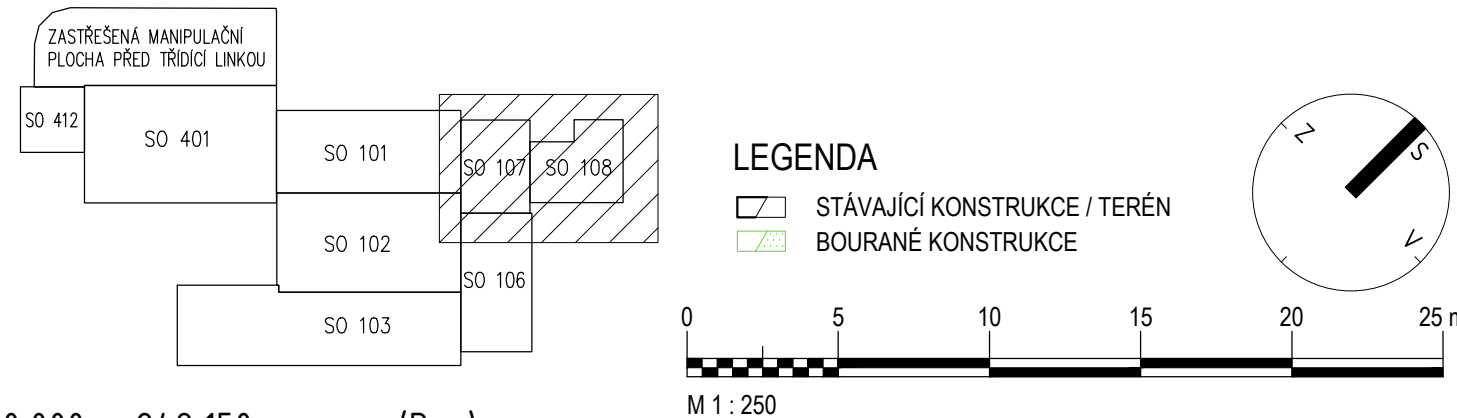 ZASTŘEŠENÁ MANIPULAČNÍ
PLOCHA PŘED TŘÍDÍCÍ LINKOU
SO 412
SO 401
SO 101
SO 107
SO 108
SO 102
SO 106
SO 103
LEGENDA
STÁVAJÍCÍ KONSTRUKCE / TERÉN
BOURANÉ KONSTRUKCE
Z
S
V
0 5 10 15 20 25 m
M 1 : 250